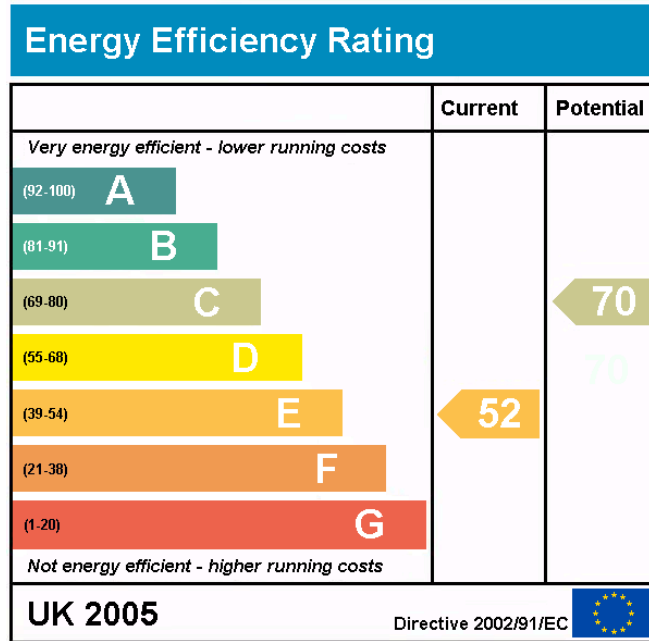 Energy Efficiency Rating
Current Potential
Very energy efficient - lower running costs
(92-100) A
(81-91) B
(69-80) C 70
(55-68) D 70
(39-54) E 52
(21-38) F
(1-20) G
Not energy efficient - higher running costs
UK 2005 Directive 2002/91/EC